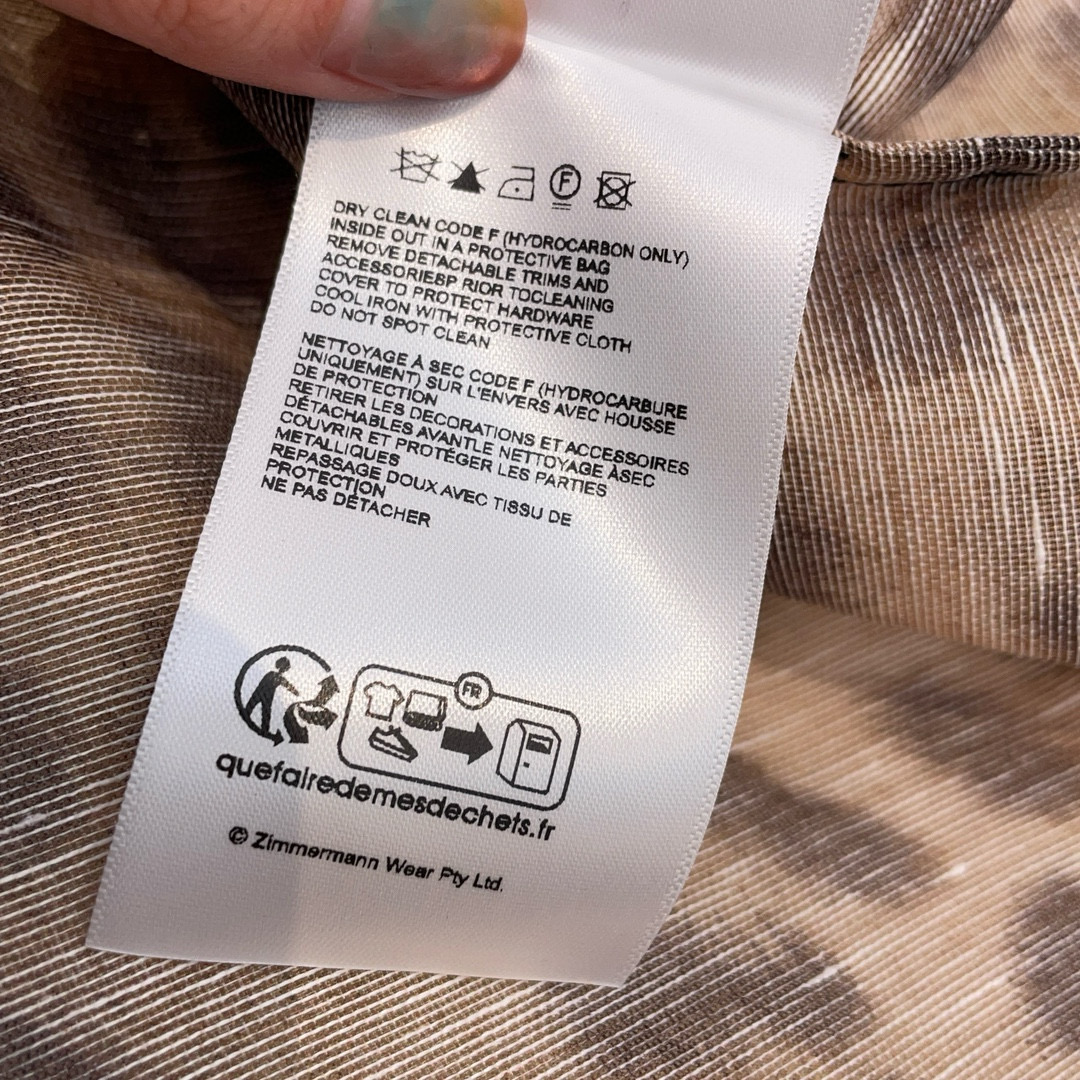 F
DRY CLEAN CODE F (HYDROCARBON ONLY)
INSIDE OUT IN A PROTECTIVE BAG
REMOVE DETACHABLE TRIMS AND
ACCESSORIESP RIOR TOCLEANING
COVER TO PROTECT HARDWARE
COOL IRON WITH PROTECTIVE CLOTH
DO NOT SPOT CLEAN
NETTOYAGE À SEC CODE F (HYDROCARBURE
UNIQUEMENT) SUR L'ENVERS AVEC HOUSSE
DE PROTECTION
RETIRER LES DECORATIONS ET ACCESSOIRES
DÉTACHABLES AVANTLE NETTOYAGE ÀSEC
COUVRIR ET PROTÉGER LES PARTIES
METALLIQUES
REPASSAGE DOUX AVEC TISSU DE
PROTECTION
NE PAS DÉTACHER
FR
quefairedemesdechets.fr
© Zimmermann Wear Pty Ltd.